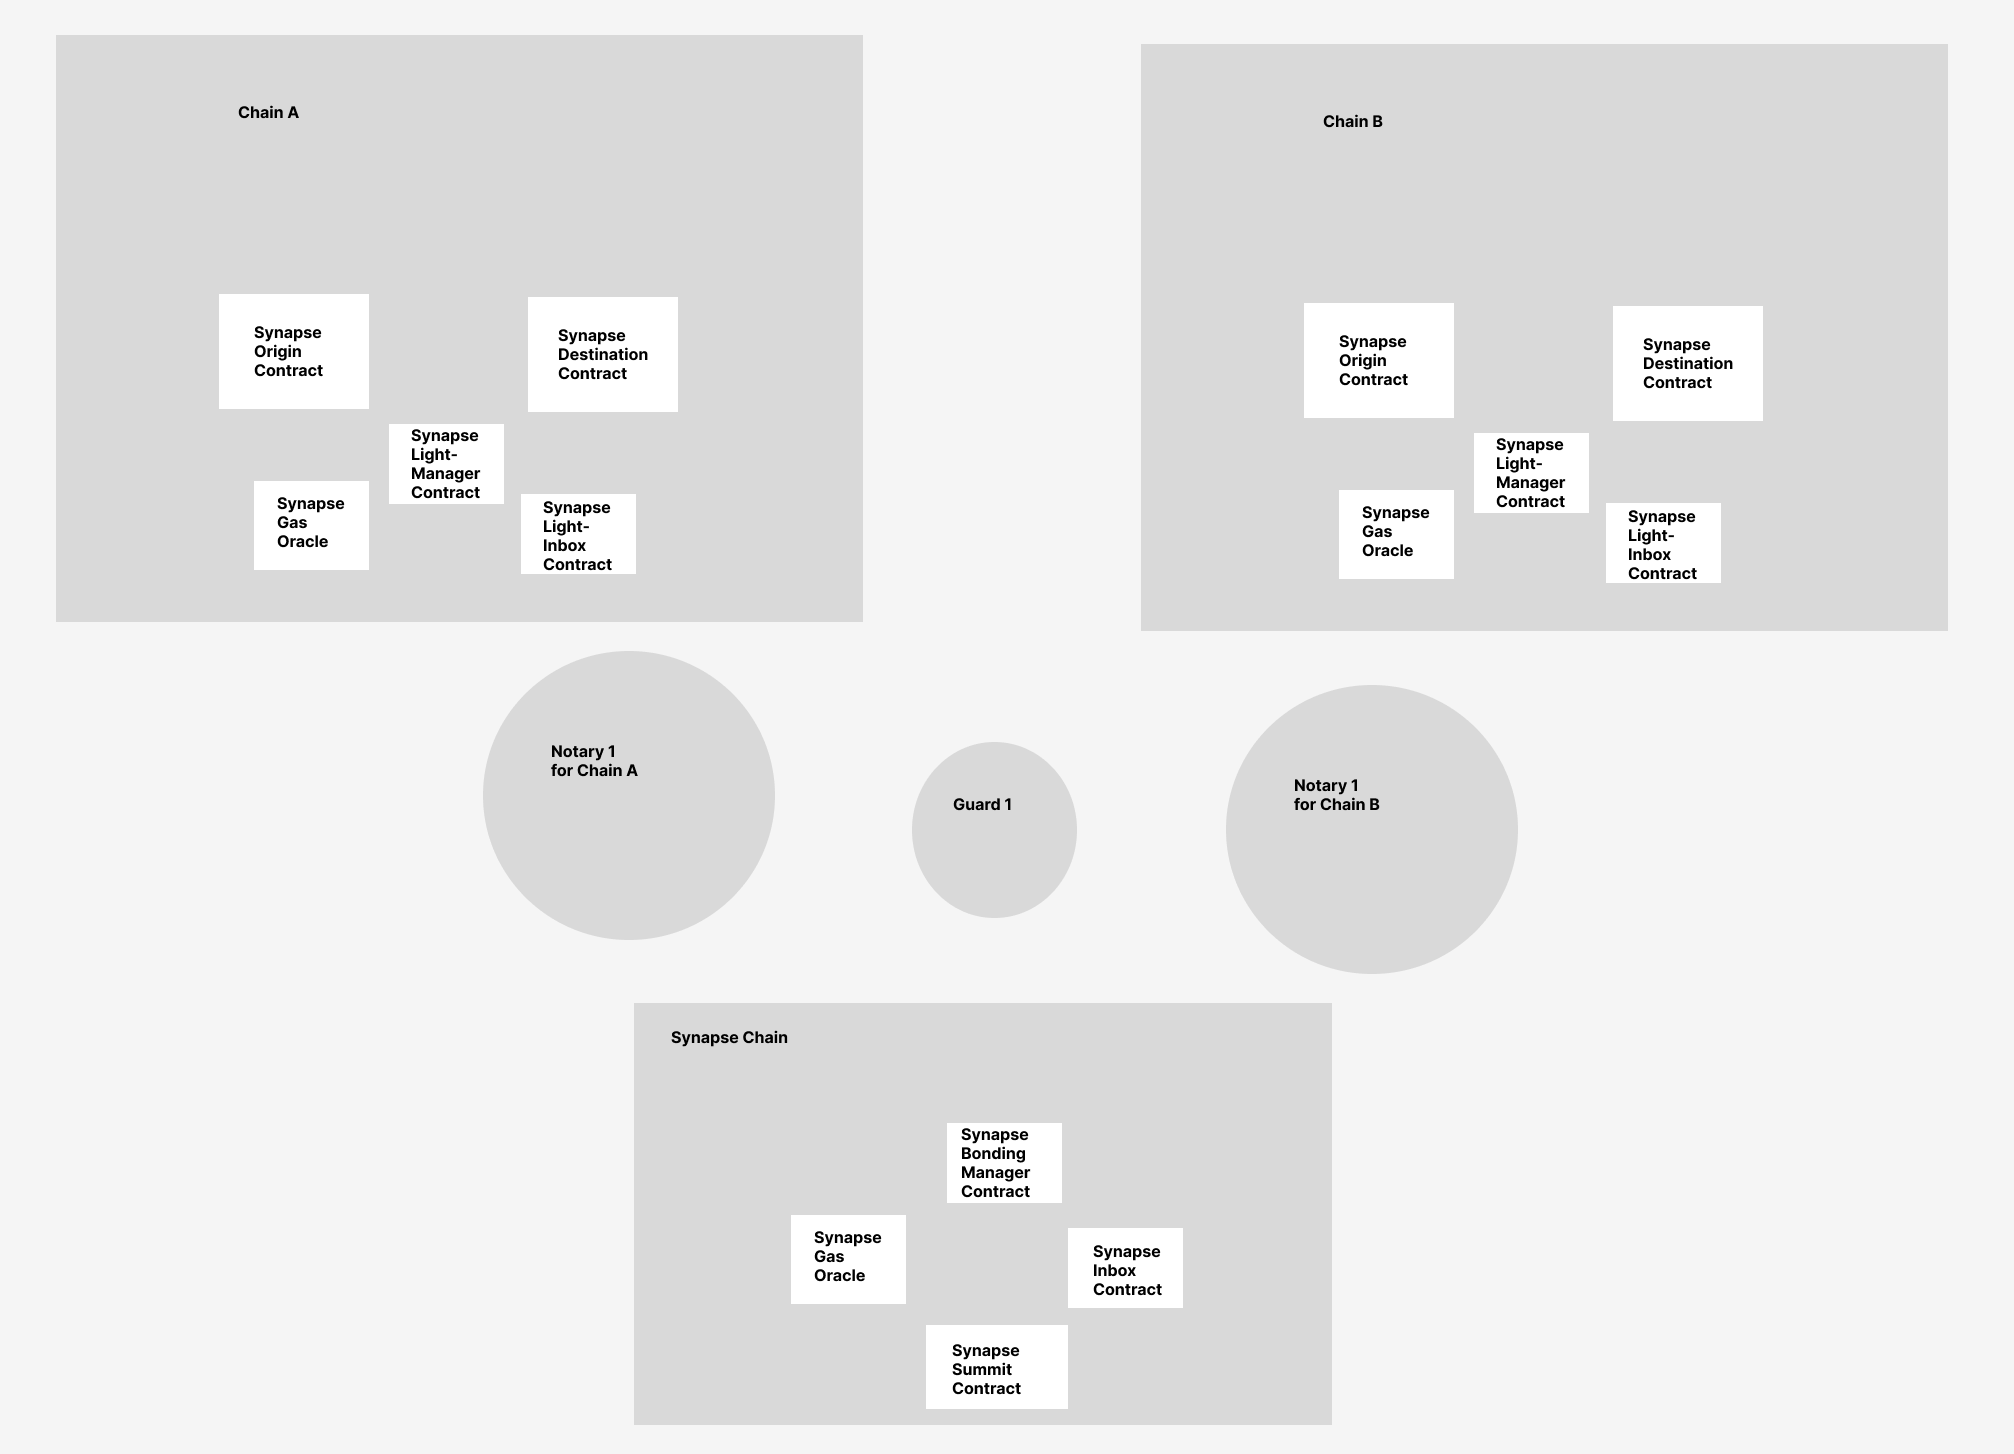 Chain A
Synapse
Origin
Contract
Synapse
Destination
Contract
Synapse
Light-
Manager
Contract
Synapse
Gas
Oracle
Synapse
Light-
Inbox
Contract
Chain B
Synapse
Origin
Contract
Synapse
Destination
Contract
Synapse
Light-
Manager
Contract
Synapse
Gas
Oracle
Synapse
Light-
Inbox
Contract
Notary 1
for Chain A
Guard 1
Notary 1
for Chain B
Synapse Chain
Synapse
Bonding
Manager
Contract
Synapse
Gas
Oracle
Synapse
Inbox
Contract
Synapse
Summit
Contract